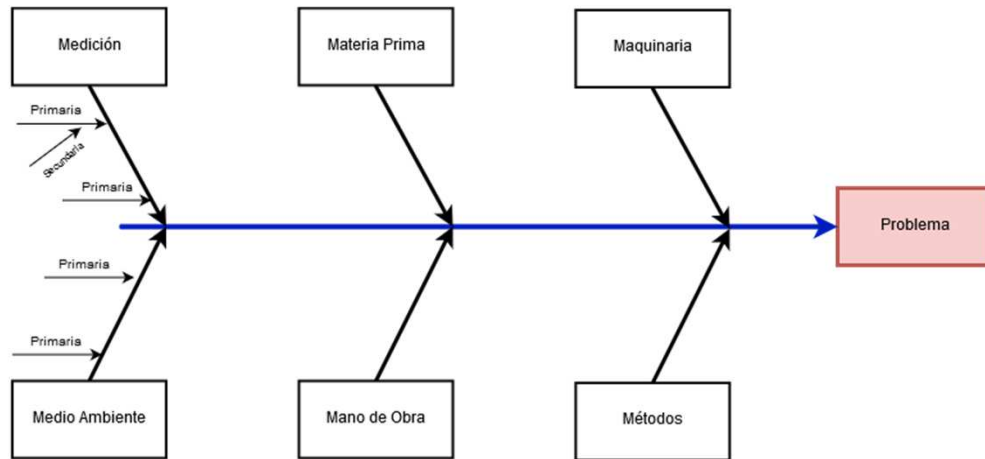 Medición
Materia Prima
Maquinaria
Primaria
Secundaria
Primaria
Problema
Primaria
Primaria
Medio Ambiente
Mano de Obra
Métodos